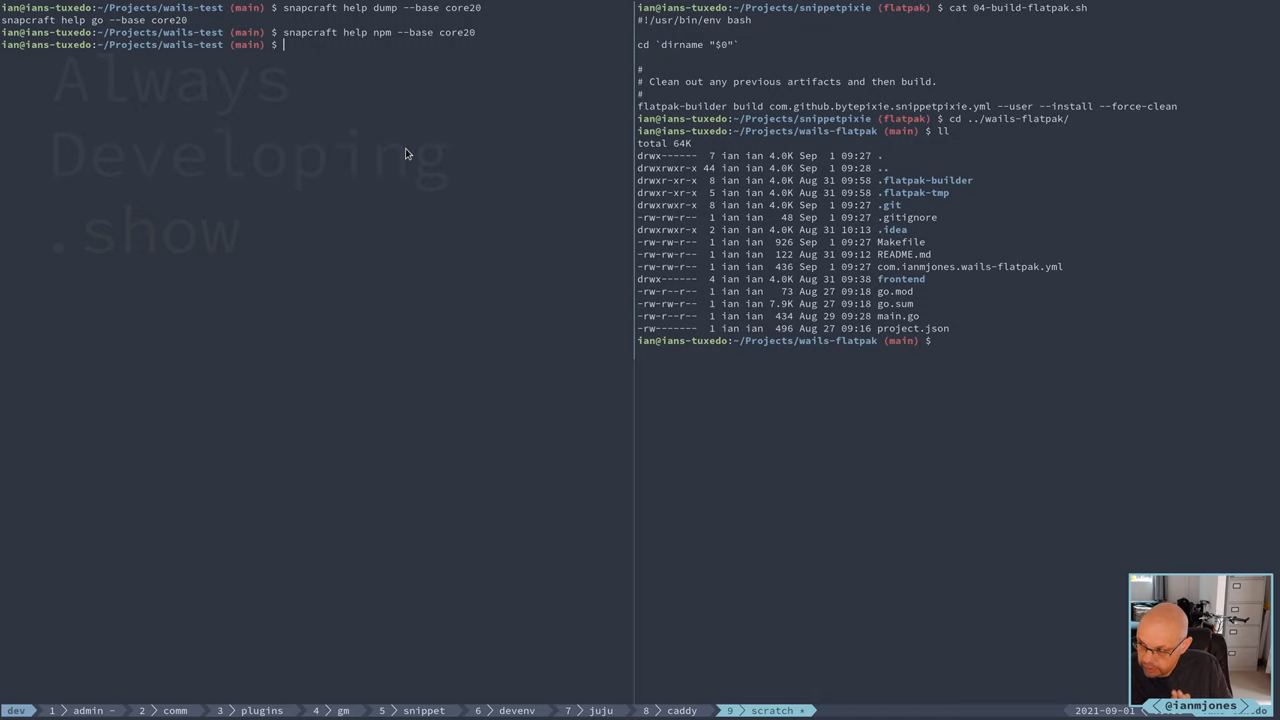 ian@ians-tuxedo:~/Projects/wails-test (main) $ snapcraft help dump --base core20
snapcraft help go --base core20
ian@ians-tuxedo:~/Projects/wails-test (main) $ snapcraft help npm --base core20
ian@ians-tuxedo:~/Projects/wails-test (main) $
Always
Developing
.show
ian@ians-tuxedo:~/Projects/snippetpixie (flatpak) $ cat 04-build-flatpak.sh
#!/usr/bin/env bash
cd `dirname "$0"`
#
# Clean out any previous artifacts and then build.
#
flatpak-builder build com.github.bytepixie.snippetpixie.yml --user --install --force-clean
ian@ians-tuxedo:~/Projects/snippetpixie (flatpak) $ cd ../wails-flatpak/
ian@ians-tuxedo:~/Projects/wails-flatpak (main) $ ll
total 64K
drwx------ 7 ian ian 4.0K Sep 1 09:27 .
drwxrwxr-x 44 ian ian 4.0K Sep 1 09:28 ..
drwxr-xr-x 8 ian ian 4.0K Aug 31 09:58 .flatpak-builder
drwxr-xr-x 5 ian ian 4.0K Aug 31 09:58 .flatpak-tmp
drwxrwxr-x 8 ian ian 4.0K Sep 1 09:27 .git
-rw-rw-r-- 1 ian ian 48 Sep 1 09:27 .gitignore
drwxrwxr-x 2 ian ian 4.0K Aug 31 10:13 .idea
-rw-rw-r-- 1 ian ian 926 Sep 1 09:27 Makefile
-rw-rw-r-- 1 ian ian 122 Aug 31 09:12 README.md
-rw-rw-r-- 1 ian ian 436 Sep 1 09:27 com.ianmjones.wails-flatpak.yml
drwx------ 4 ian ian 4.0K Aug 31 09:38 frontend
-rw-r--r-- 1 ian ian 73 Aug 27 09:18 go.mod
-rw-r--r-- 1 ian ian 7.9K Aug 27 09:18 go.sum
-rw-rw-r-- 1 ian ian 434 Aug 29 09:28 main.go
-rw------- 1 ian ian 496 Aug 27 09:16 project.json
ian@ians-tuxedo:~/Projects/wails-flatpak (main) $
dev 1 admin - 2 comm 3 plugins 4 gm 5 snippet 6 devenv 7 juju 8 caddy 9 scratch * 2021-09-01
@ianmjones